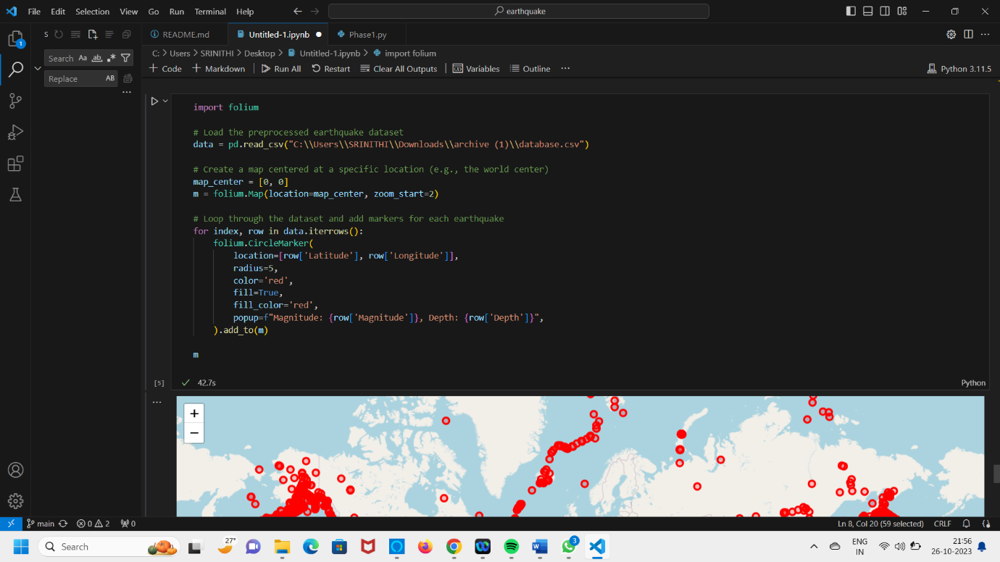 File Edit Selection View Go Run Terminal Help
earthquake
README.md
Untitled-1.ipynb
Phase1.py
C: > Users > SRINITHI > Desktop > Untitled-1.ipynb > import folium
+ Code + Markdown Run All Restart Clear All Outputs Variables Outline ...
Python 3.11.5
1
S
Search Aa ab .*
Replace AB
import folium
# Load the preprocessed earthquake dataset
data = pd.read_csv("C:\\Users\\SRINITHI\\Downloads\\archive (1)\\database.csv")
# Create a map centered at a specific location (e.g., the world center)
map_center = [0, 0]
m = folium.Map(location=map_center, zoom_start=2)
# Loop through the dataset and add markers for each earthquake
for index, row in data.iterrows():
folium.CircleMarker(
location=[row['Latitude'], row['Longitude']],
radius=5,
color='red',
fill=True,
fill_color='red',
popup=f"Magnitude: {row['Magnitude']}, Depth: {row['Depth']}",
).add_to(m)
m
[5] 42.7s
Python
+
−
main 0 2 0
Ln 8, Col 20 (59 selected) CRLF
Search
27°
3
ENG
IN
21:56
26-10-2023